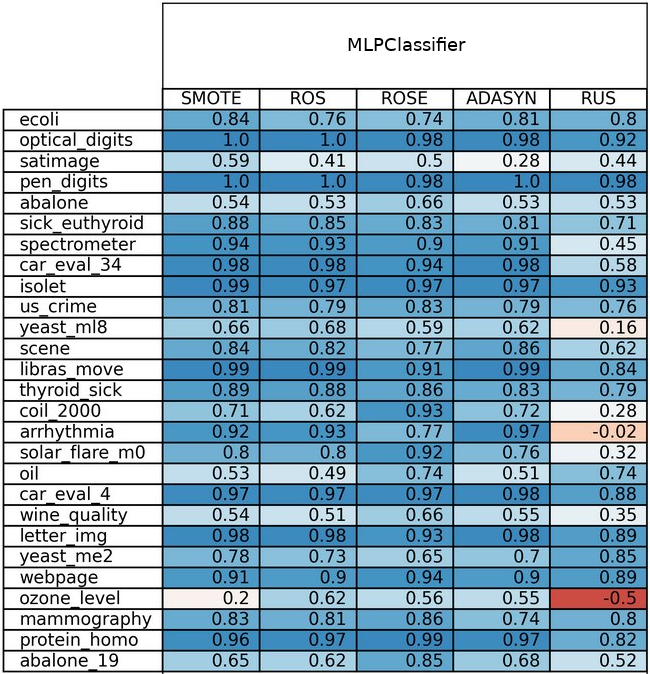 MLPClassifier
SMOTE ROS ROSE ADASYN RUS
ecoli 0.84 0.76 0.74 0.81 0.8
optical_digits 1.0 1.0 0.98 0.98 0.92
satimage 0.59 0.41 0.5 0.28 0.44
pen_digits 1.0 1.0 0.98 1.0 0.98
abalone 0.54 0.53 0.66 0.53 0.53
sick_euthyroid 0.88 0.85 0.83 0.81 0.71
spectrometer 0.94 0.93 0.9 0.91 0.45
car_eval_34 0.98 0.98 0.94 0.98 0.58
isolet 0.99 0.97 0.97 0.97 0.93
us_crime 0.81 0.79 0.83 0.79 0.76
yeast_ml8 0.66 0.68 0.59 0.62 0.16
scene 0.84 0.82 0.77 0.86 0.62
libras_move 0.99 0.99 0.91 0.99 0.84
thyroid_sick 0.89 0.88 0.86 0.83 0.79
coil_2000 0.71 0.62 0.93 0.72 0.28
arrhythmia 0.92 0.93 0.77 0.97 -0.02
solar_flare_m0 0.8 0.8 0.92 0.76 0.32
oil 0.53 0.49 0.74 0.51 0.74
car_eval_4 0.97 0.97 0.97 0.98 0.88
wine_quality 0.54 0.51 0.66 0.55 0.35
letter_img 0.98 0.98 0.93 0.98 0.89
yeast_me2 0.78 0.73 0.65 0.7 0.85
webpage 0.91 0.9 0.94 0.9 0.89
ozone_level 0.2 0.62 0.56 0.55 -0.5
mammography 0.83 0.81 0.86 0.74 0.8
protein_homo 0.96 0.97 0.99 0.97 0.82
abalone_19 0.65 0.62 0.85 0.68 0.52